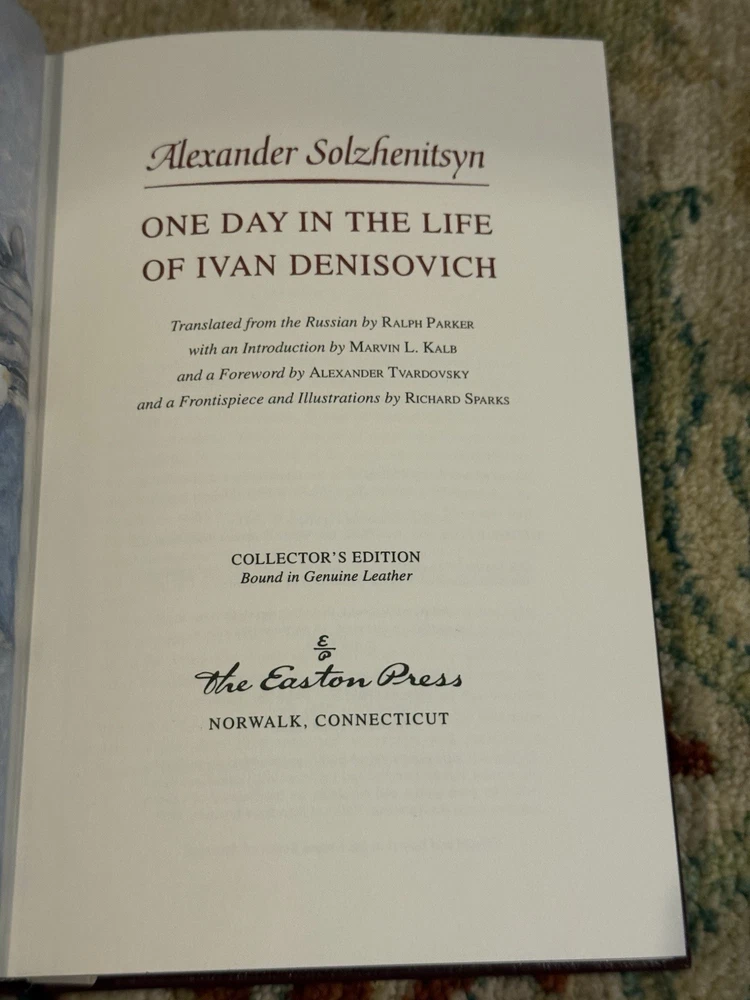 Alexander Solzhenitsyn
ONE DAY IN THE LIFE
OF IVAN DENISOVICH
Translated from the Russian by RALPH PARKER
with an Introduction by MARVIN L. KALB
and a Foreword by ALEXANDER TVARDOVSKY
and a Frontispiece and Illustrations by RICHARD SPARKS
COLLECTOR'S EDITION
Bound in Genuine Leather
E
P
The Easton Press
NORWALK, CONNECTICUT